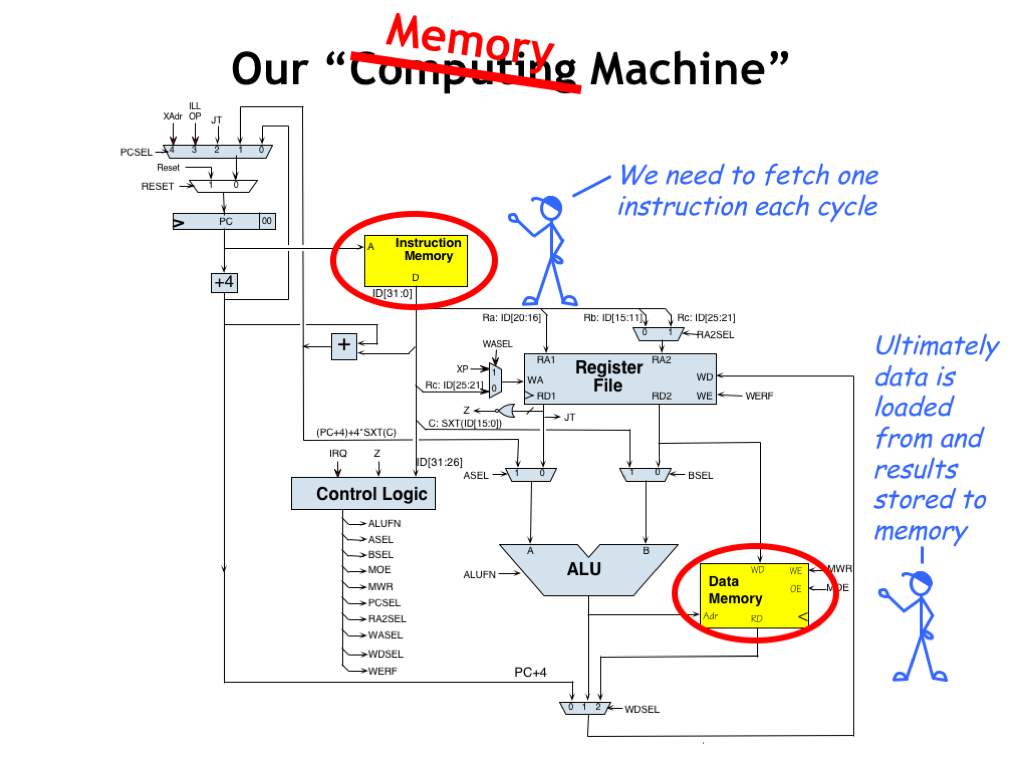 Memory
Our “Computing Machine”
XAdr
ILL
OP
JT
PCSEL
4 3 2 1 0
Reset
RESET
1 0
PC
00
+4
A
Instruction
Memory
D
ID[31:0]
We need to fetch one
instruction each cycle
Ra: ID[20:16]
Rb: ID[15:11]
Rc: ID[25:21]
0 1
RA2SEL
+
WASEL
XP
1
0
Rc: ID[25:21]
RA1
RA2
Register
File
WA
WD
RD1
RD2
WE
WERF
Z
JT
C: SXT(ID[15:0])
(PC+4)+4*SXT(C)
IRQ
Z
ID[31:26]
ASEL
1 0
1 0
BSEL
Control Logic
ALUFN
ASEL
BSEL
MOE
MWR
PCSEL
RA2SEL
WASEL
WDSEL
WERF
A
B
ALU
ALUFN
WD
WE
MWR
Data
Memory
OE
MOE
Adr
RD
Ultimately
data is
loaded
from and
results
stored to
memory
PC+4
0 1 2
WDSEL